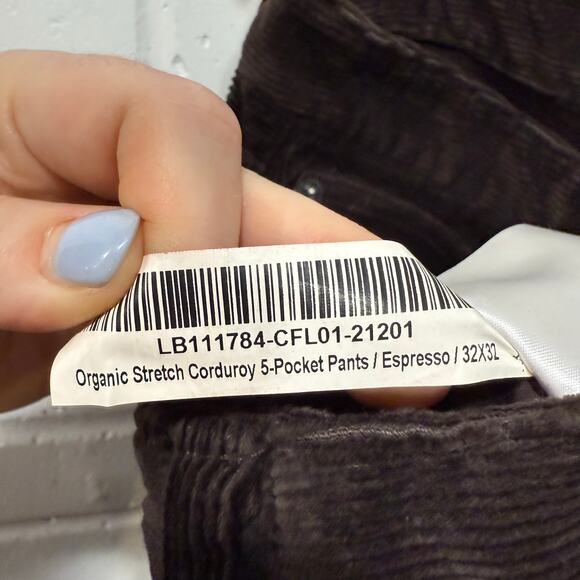 LB111784-CFL01-21201
Organic Stretch Corduroy 5-Pocket Pants / Espresso / 32X32